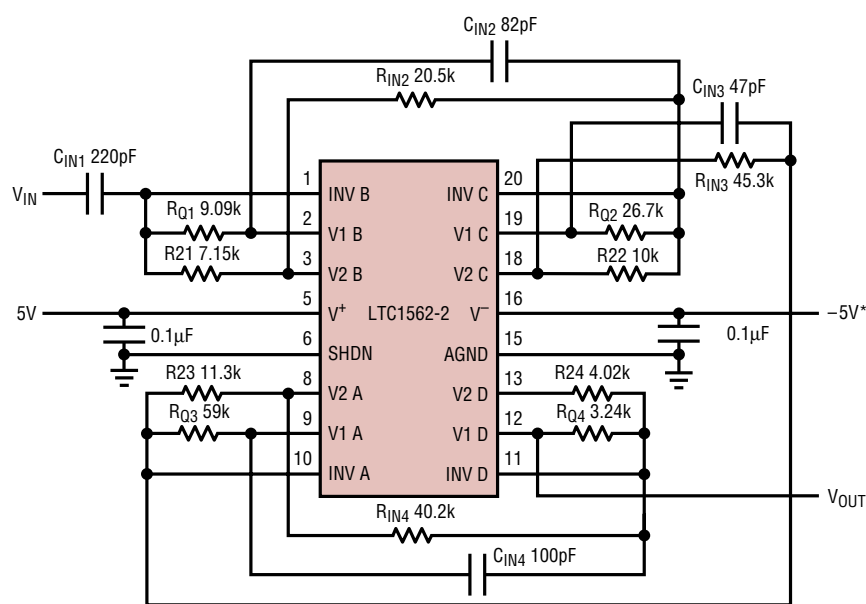 CIN2 82pF
RIN2 20.5k
CIN3 47pF
CIN1 220pF
RIN3 45.3k
VIN
1 INV B
INV C 20
RQ1 9.09k
2 V1 B
V1 C 19
RQ2 26.7k
R21 7.15k
3 V2 B
V2 C 18
R22 10k
5V
5 V+
LTC1562-2
V– 16
–5V*
0.1µF
6 SHDN
AGND 15
0.1µF
R23 11.3k
8 V2 A
V2 D 13
R24 4.02k
RQ3 59k
9 V1 A
V1 D 12
RQ4 3.24k
10 INV A
INV D 11
VOUT
RIN4 40.2k
CIN4 100pF